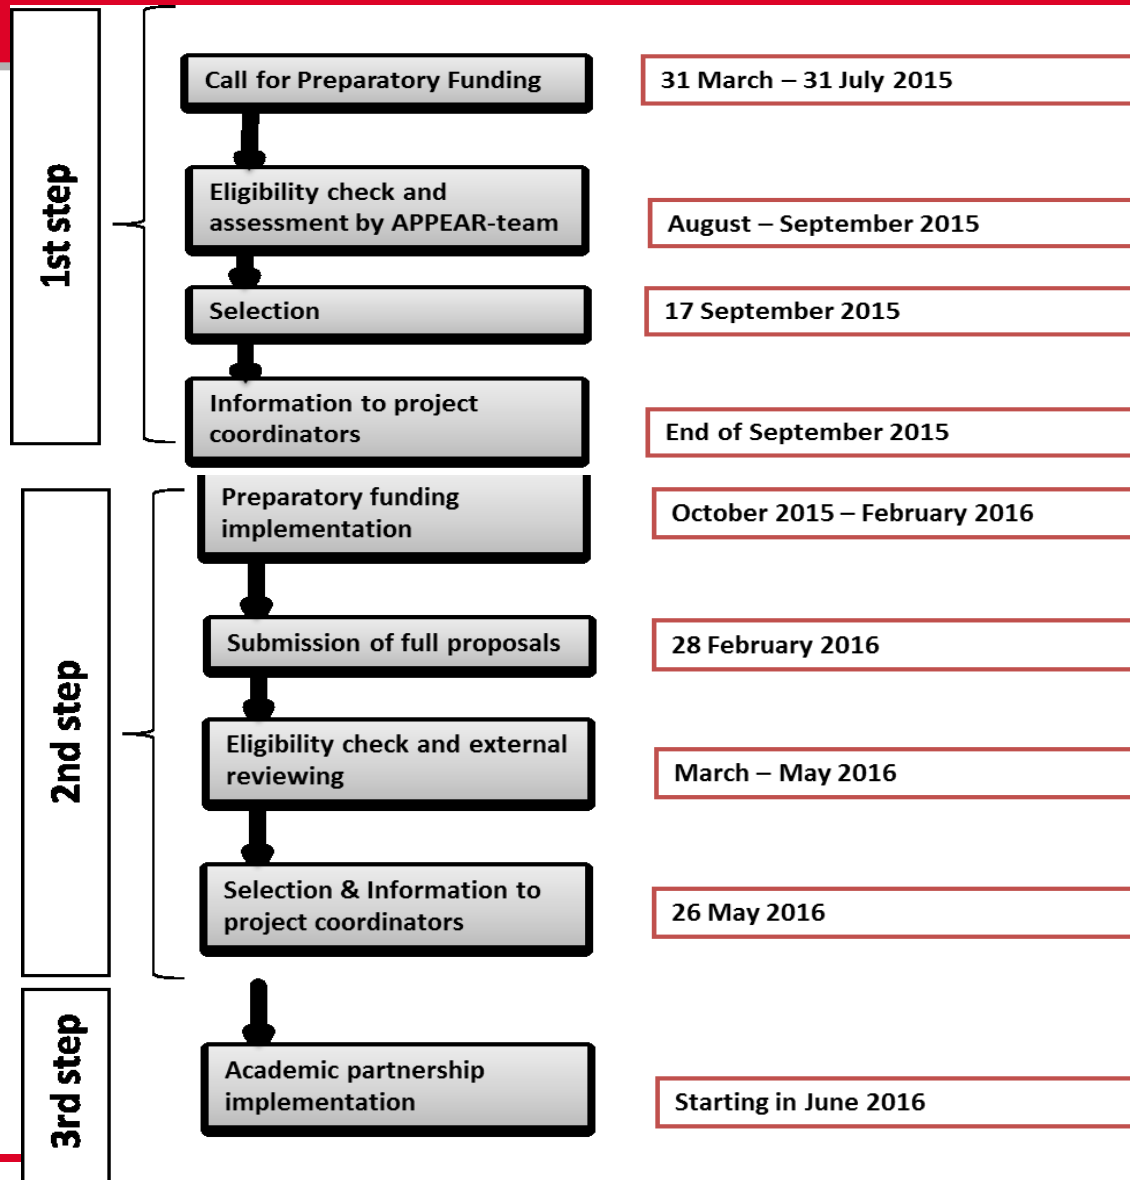 1st step
Call for Preparatory Funding
31 March – 31 July 2015
Eligibility check and
assessment by APPEAR-team
August – September 2015
Selection
17 September 2015
Information to project
coordinators
End of September 2015
2nd step
Preparatory funding
implementation
October 2015 – February 2016
Submission of full proposals
28 February 2016
Eligibility check and external
reviewing
March – May 2016
Selection & Information to
project coordinators
26 May 2016
3rd step
Academic partnership
implementation
Starting in June 2016